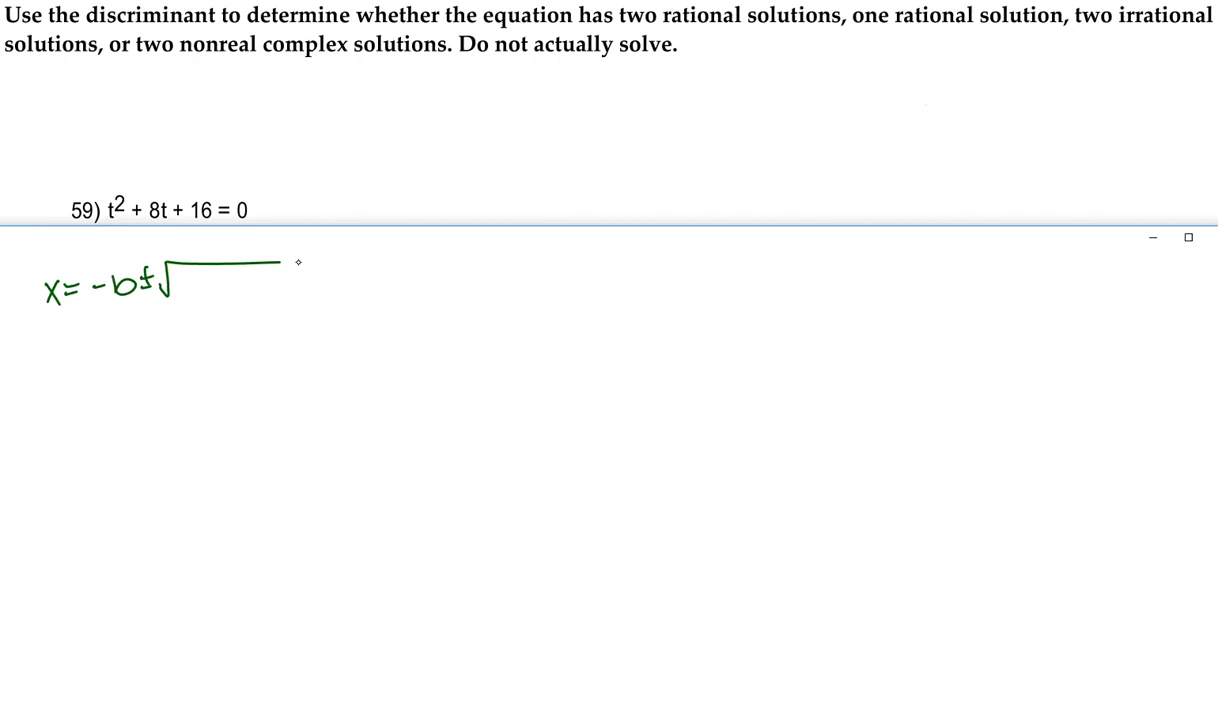 Use the discriminant to determine whether the equation has two rational solutions, one rational solution, two irrational
solutions, or two nonreal complex solutions. Do not actually solve.
59) t² + 8t + 16 = 0
x = -b ± √